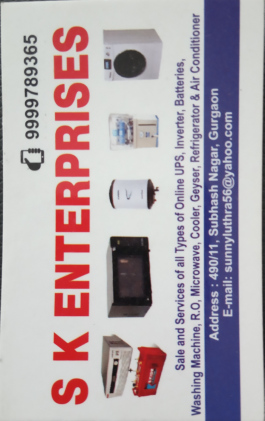 9999789365
S K ENTERPRISES
Sale and Services of all Types of Online UPS, Inverter, Batteries,
Washing Machine, R.O, Microwave, Cooler, Geyser, Refrigerator & Air Conditioner
Address : 490/11, Subhash Nagar, Gurgaon
E-mail: sunnyluthra56@yahoo.com